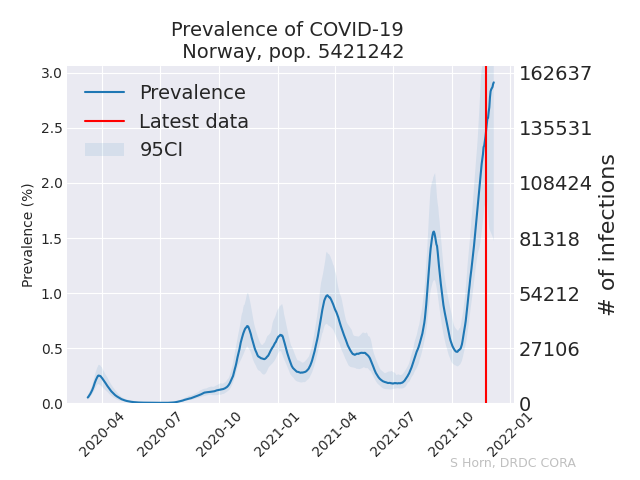 Prevalence of COVID-19
Norway, pop. 5421242
Prevalence (%)
3.0
2.5
2.0
1.5
1.0
0.5
0.0
Prevalence
Latest data
95CI
162637
135531
108424
81318
54212
27106
0
# of infections
2020-04
2020-07
2020-10
2021-01
2021-04
2021-07
2021-10
2022-01
S Horn, DRDC CORA